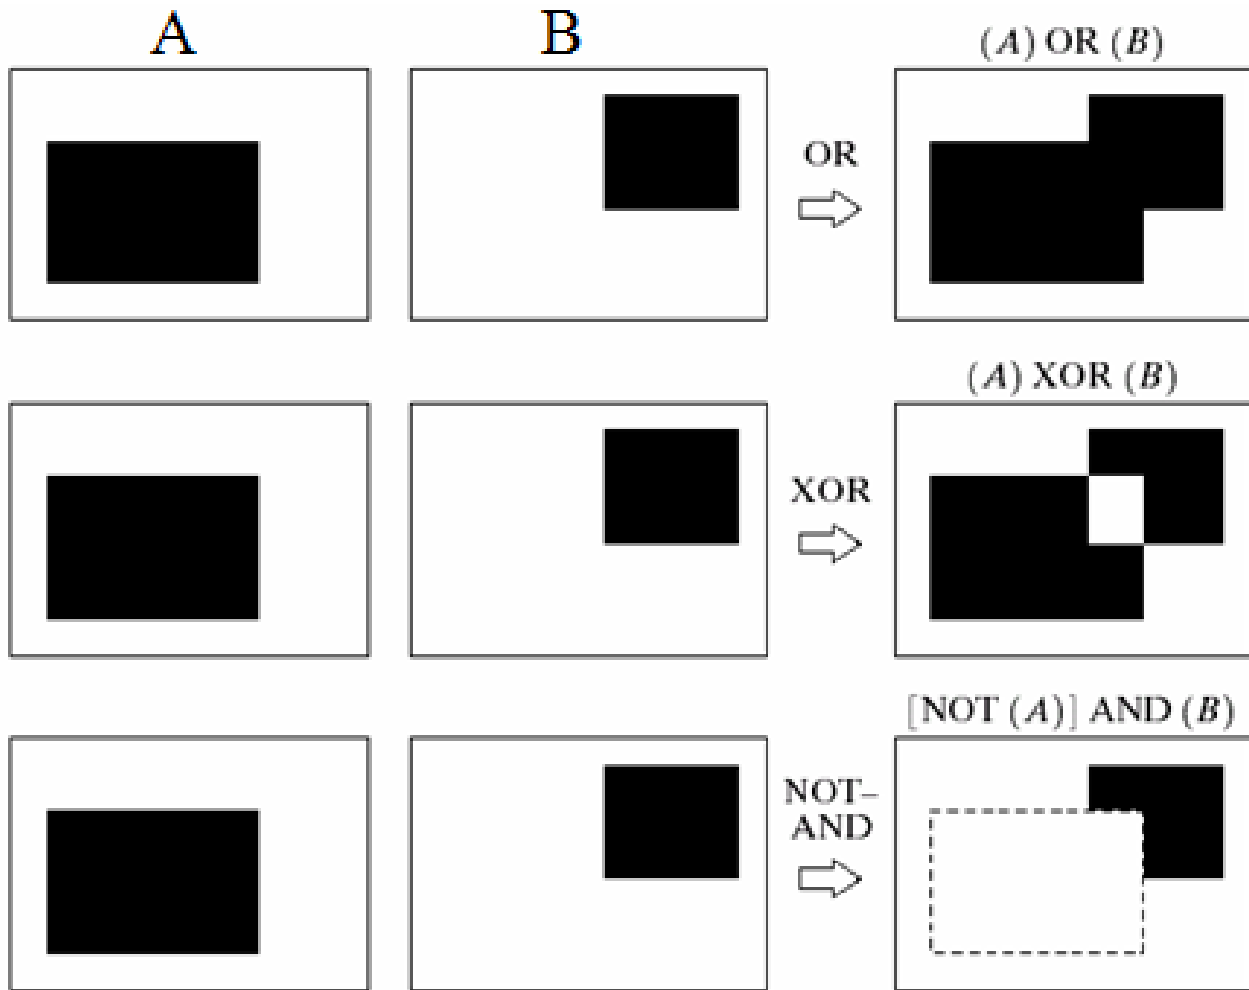 A
B
(A) OR (B)
OR
(A) XOR (B)
XOR
[NOT (A)] AND (B)
NOT–
AND